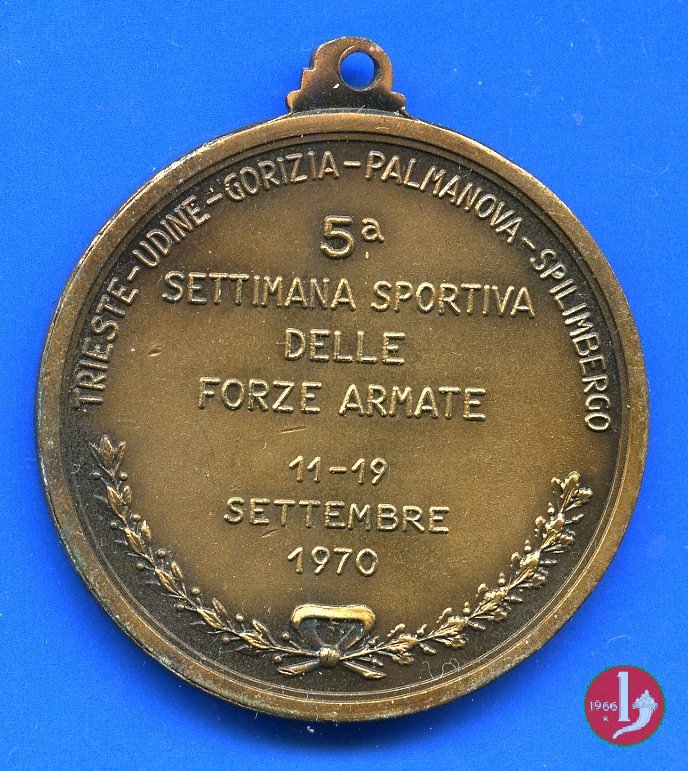 TRIESTE-UDINE-GORIZIA-PALMANOVA-SPILIMBERGO
5ª
SETTIMANA SPORTIVA
DELLE
FORZE ARMATE
11-19
SETTEMBRE
1970
1966
R